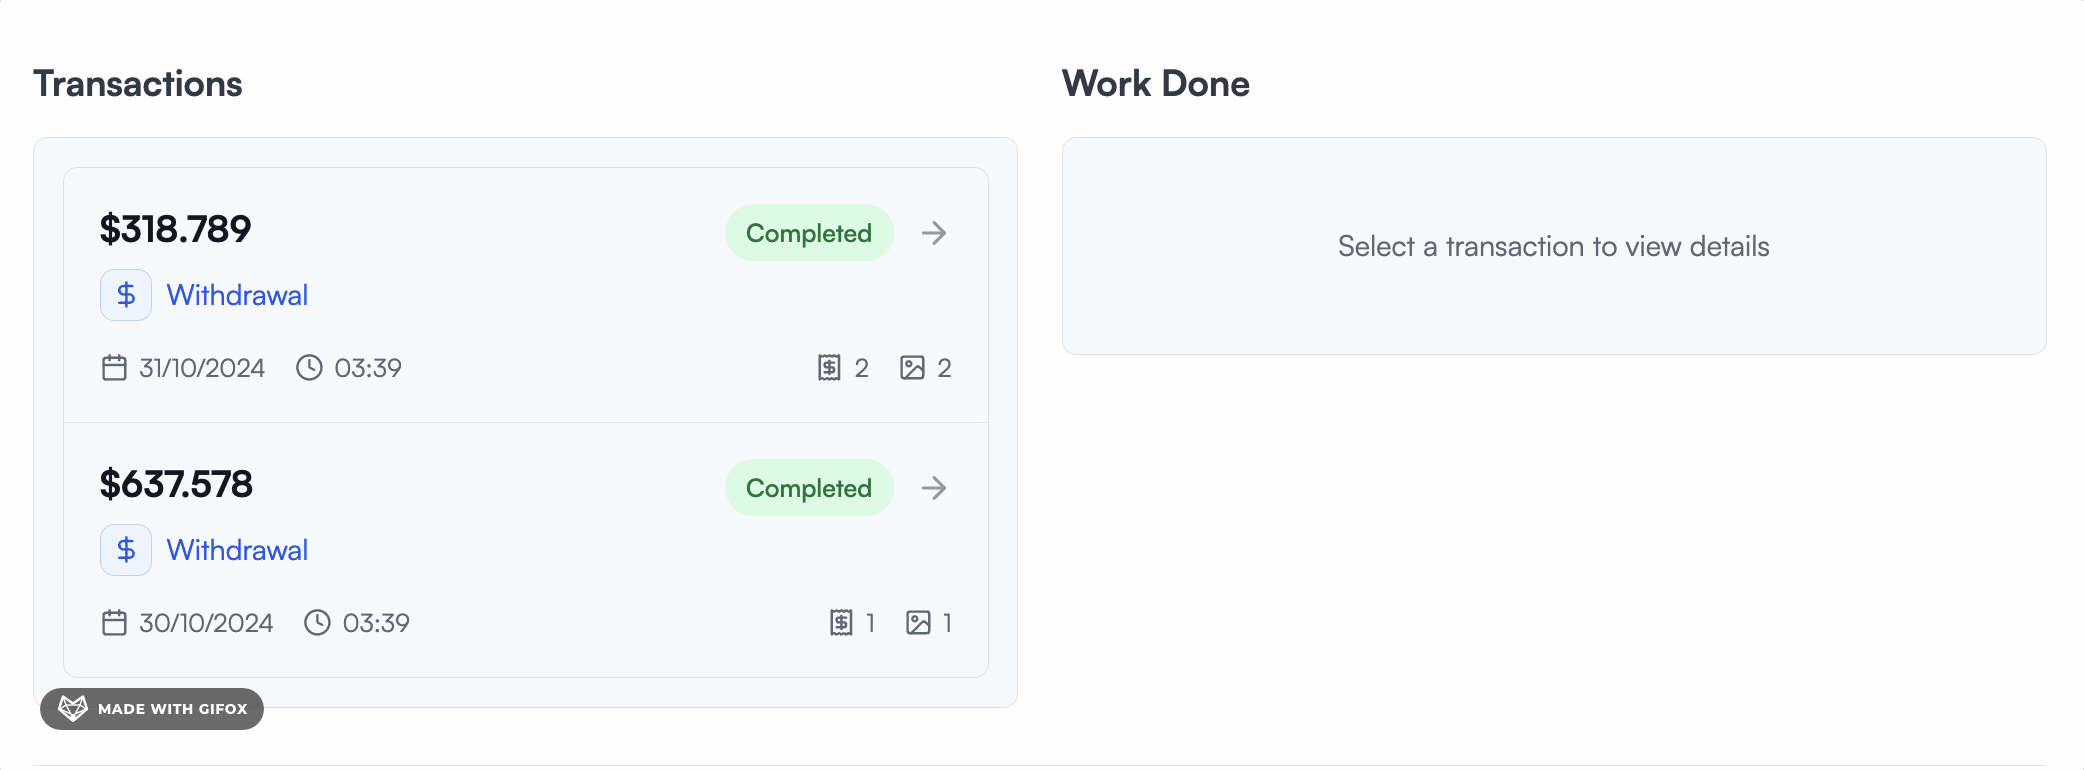 Transactions
$318.789
Completed
Withdrawal
31/10/2024 03:39 2 2
$637.578
Completed
Withdrawal
30/10/2024 03:39 1 1
MADE WITH GIFOX
Work Done
Select a transaction to view details